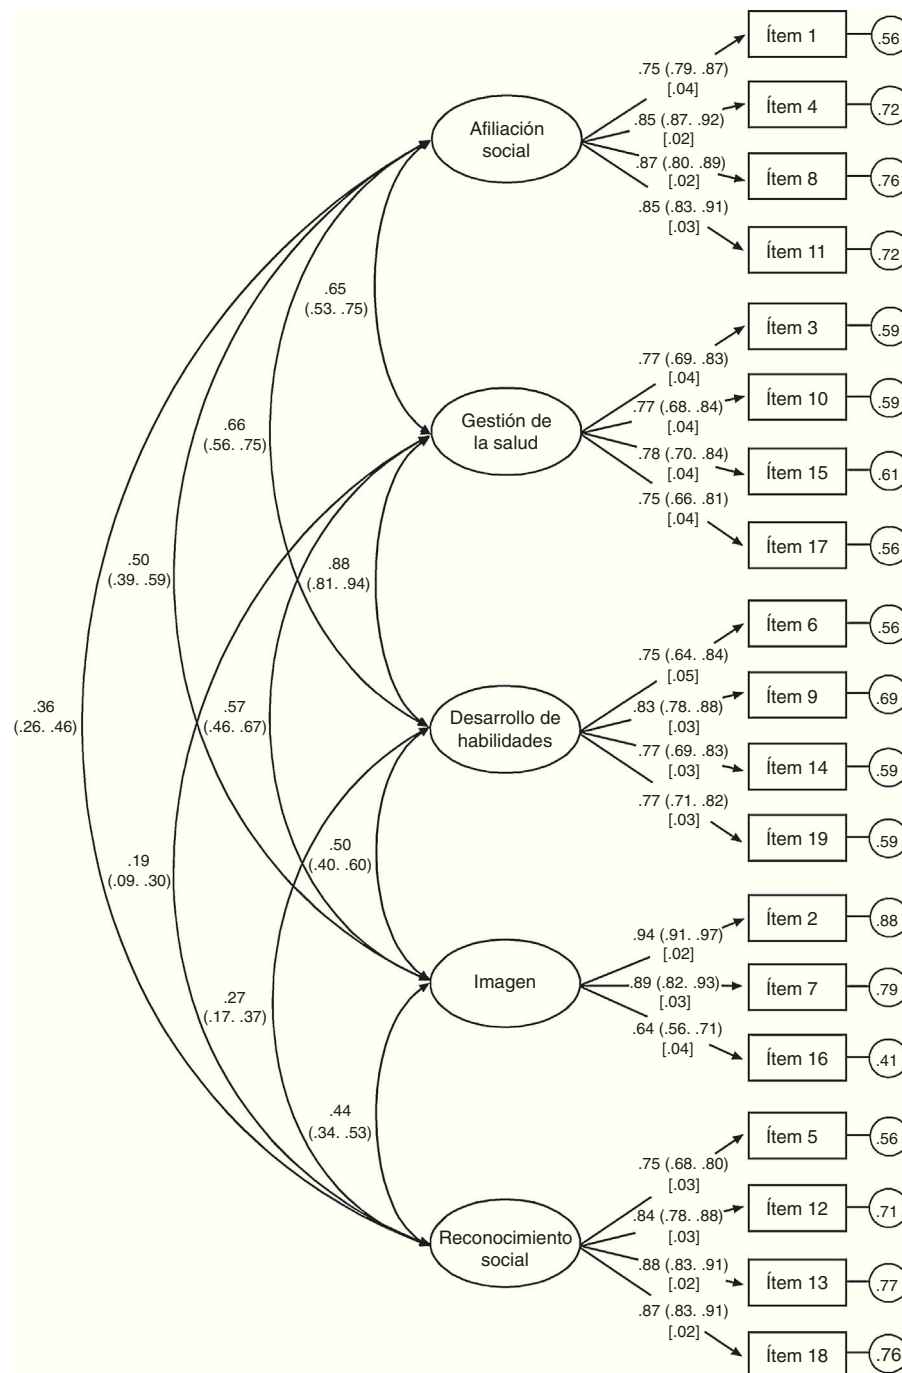 Afiliación
social
.75 (.79. .87)
[.04]
Ítem 1
.56
.85 (.87. .92)
[.02]
Ítem 4
.72
.87 (.80. .89)
[.02]
Ítem 8
.76
.85 (.83. .91)
[.03]
Ítem 11
.72
Gestión de
la salud
.77 (.69. .83)
[.04]
Ítem 3
.59
.77 (.68. .84)
[.04]
Ítem 10
.59
.78 (.70. .84)
[.04]
Ítem 15
.61
.75 (.66. .81)
[.04]
Ítem 17
.56
Desarrollo de
habilidades
.75 (.64. .84)
[.05]
Ítem 6
.56
.83 (.78. .88)
[.03]
Ítem 9
.69
.77 (.69. .83)
[.03]
Ítem 14
.59
.77 (.71. .82)
[.03]
Ítem 19
.59
Imagen
.94 (.91. .97)
[.02]
Ítem 2
.88
.89 (.82. .93)
[.03]
Ítem 7
.79
.64 (.56. .71)
[.04]
Ítem 16
.41
Reconocimiento
social
.75 (.68. .80)
[.03]
Ítem 5
.56
.84 (.78. .88)
[.03]
Ítem 12
.71
.88 (.83. .91)
[.02]
Ítem 13
.77
.87 (.83. .91)
[.02]
Ítem 18
.76
.65
(.53. .75)
.66
(.56. .75)
.50
(.39. .59)
.36
(.26. .46)
.88
(.81. .94)
.57
(.46. .67)
.19
(.09. .30)
.50
(.40. .60)
.27
(.17. .37)
.44
(.34. .53)